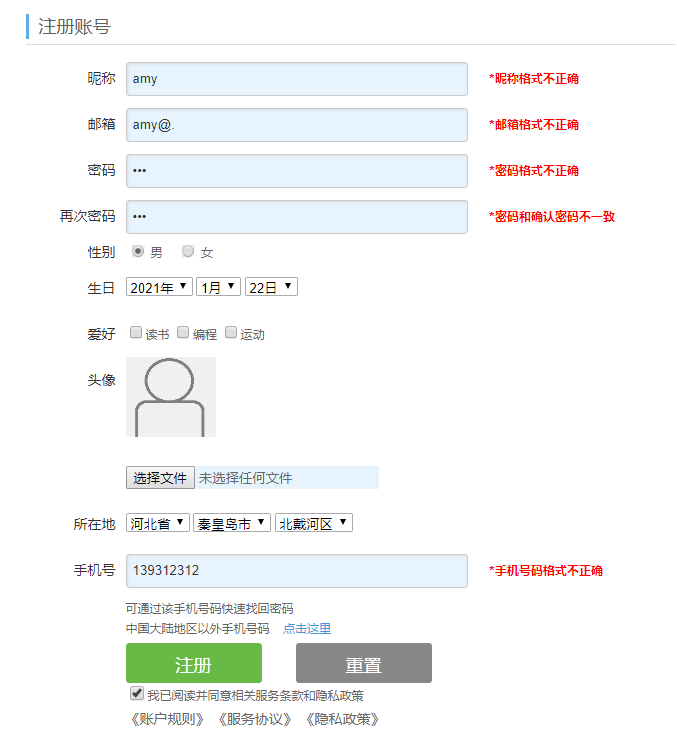 注册账号
昵称 amy *昵称格式不正确
邮箱 amy@. *邮箱格式不正确
密码 ••• *密码格式不正确
再次密码 ••• *密码和确认密码不一致
性别 男 女
生日 2021年 1月 22日
爱好 读书 编程 运动
头像
选择文件 未选择任何文件
所在地 河北省 秦皇岛市 北戴河区
手机号 139312312 *手机号码格式不正确
可通过该手机号码快速找回密码
中国大陆地区以外手机号码 点击这里
注册 重置
我已阅读并同意相关服务条款和隐私政策
《账户规则》《服务协议》《隐私政策》